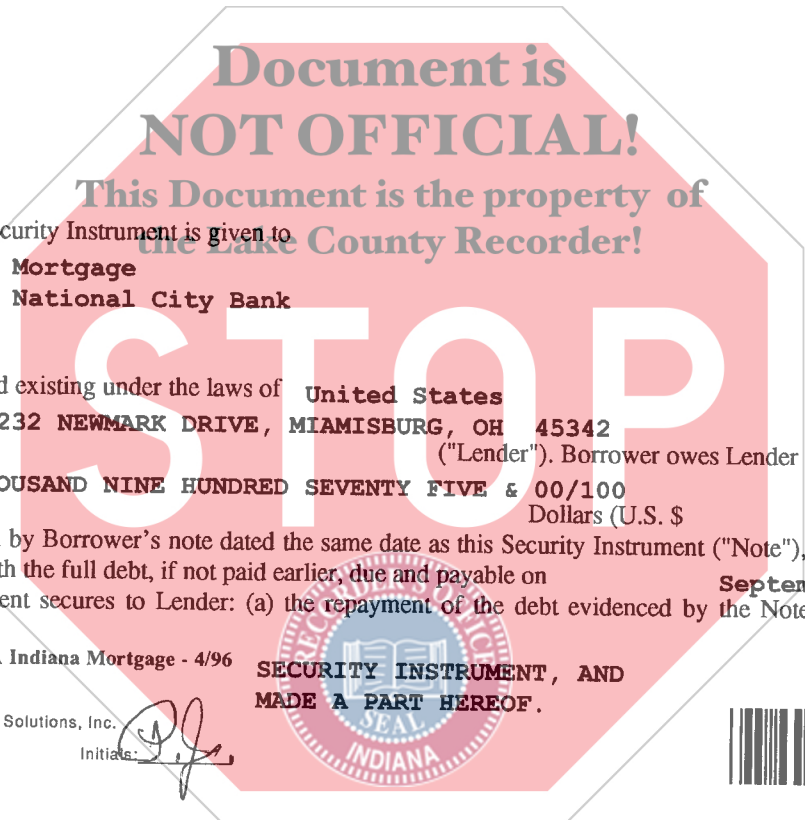 Document is
NOT OFFICIAL!
This Document is the property of
the Lake County Recorder!
curity Instrument is given to
Mortgage
National City Bank
STOP
d existing under the laws of United States
232 NEWMARK DRIVE, MIAMISBURG, OH 45342
("Lender"). Borrower owes Lender
OUSAND NINE HUNDRED SEVENTY FIVE & 00/100
Dollars (U.S. $
by Borrower's note dated the same date as this Security Instrument ("Note"),
th the full debt, if not paid earlier, due and payable on Septem
ent secures to Lender: (a) the repayment of the debt evidenced by the Note
Indiana Mortgage - 4/96
SECURITY INSTRUMENT, AND
MADE A PART HEREOF.
Solutions, Inc.
Initials:
RECORDER'S OFFICE
SEAL
INDIANA